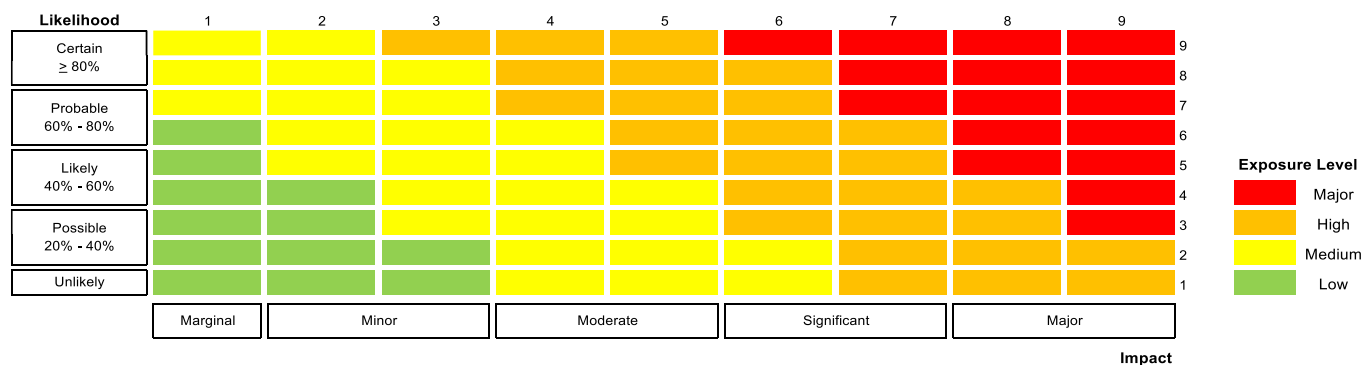 Likelihood 1 2 3 4 5 6 7 8 9
Certain
≥ 80%
9
8
Probable
60% - 80%
7
6
Likely
40% - 60%
5
4
Possible
20% - 40%
3
2
Unlikely
1
Marginal Minor Moderate Significant Major
Impact
Exposure Level
Major
High
Medium
Low